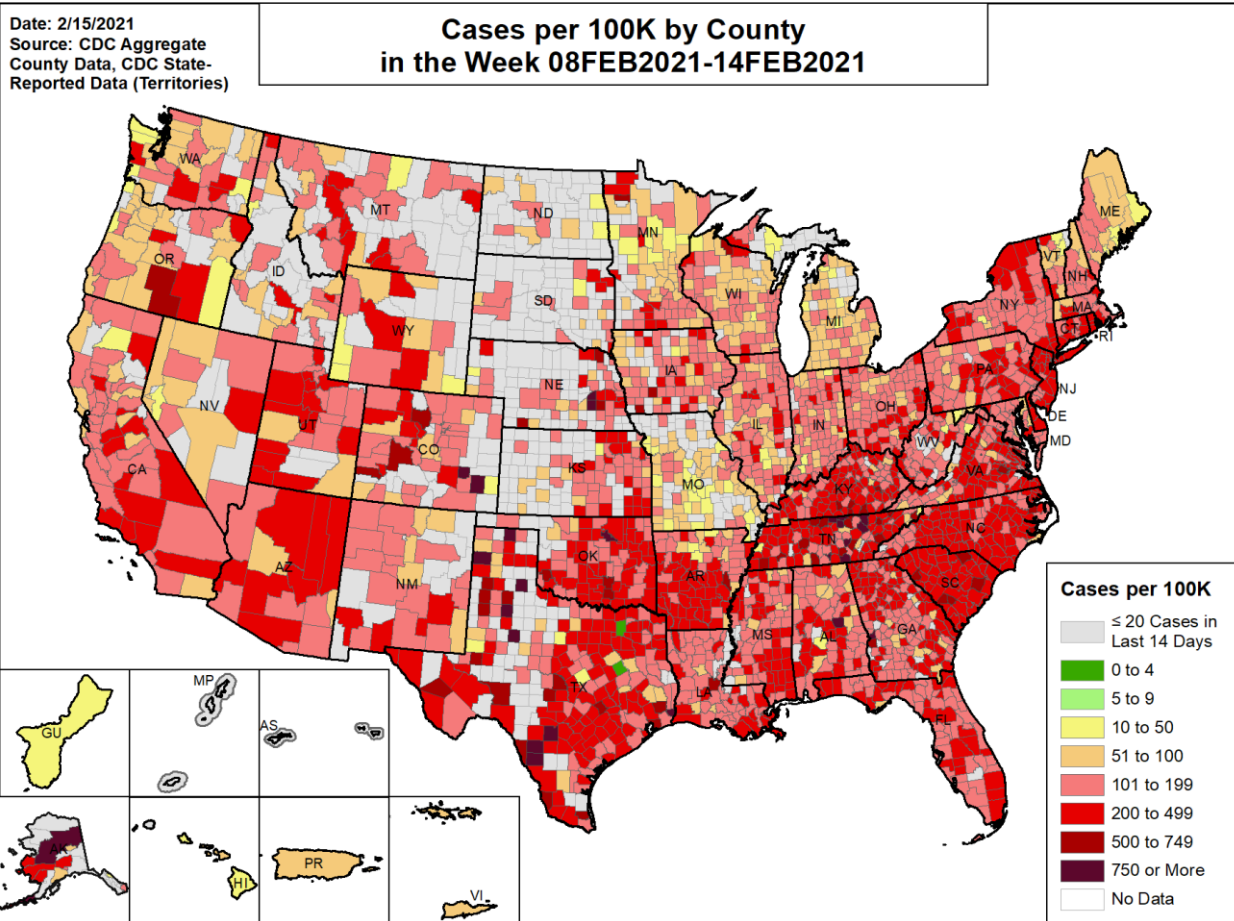 Date: 2/15/2021
Source: CDC Aggregate
County Data, CDC State-
Reported Data (Territories)
Cases per 100K by County
in the Week 08FEB2021-14FEB2021
WA
MT
ND
MN
ME
OR
ID
SD
WI
MI
VT
NH
NY
MA
CT
RI
WY
IA
PA
NJ
NE
NV
UT
CO
IL
IN
OH
DE
MD
WV
VA
CA
KS
MO
KY
NC
TN
AZ
NM
OK
AR
SC
MS
AL
GA
TX
LA
FL
GU
MP
AS
AK
HI
PR
VI
Cases per 100K
≤ 20 Cases in
Last 14 Days
0 to 4
5 to 9
10 to 50
51 to 100
101 to 199
200 to 499
500 to 749
750 or More
No Data